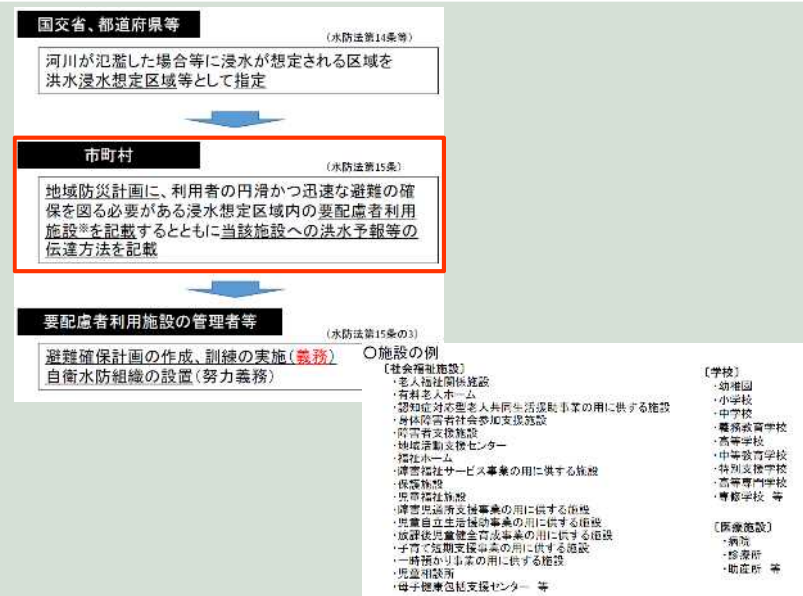 国交省、都道府県等
(水防法第14条等)
河川が氾濫した場合等に浸水が想定される区域を
洪水浸水想定区域等として指定
市町村
(水防法第15条)
地域防災計画に、利用者の円滑かつ迅速な避難の確
保を図る必要がある浸水想定区域内の要配慮者利用
施設※を記載するとともに当該施設への洪水予報等の
伝達方法を記載
要配慮者利用施設の管理者等
(水防法第15条の3)
避難確保計画の作成、訓練の実施(義務)
自衛水防組織の設置(努力義務)
〇施設の例
〔社会福祉施設〕
・老人福祉関係施設
・有料老人ホーム
・認知症対応型老人共同生活援助事業の用に供する施設
・身体障害者社会参加支援施設
・障害者支援施設
・地域活動支援センター
・福祉ホーム
・障害福祉サービス事業の用に供する施設
・保護施設
・児童福祉施設
・障害児通所支援事業の用に供する施設
・児童自立生活援助事業の用に供する施設
・放課後児童健全育成事業の用に供する施設
・子育て短期支援事業の用に供する施設
・一時預かり事業の用に供する施設
・児童相談所
・母子健康包括支援センター 等
〔学校〕
・幼稚園
・小学校
・中学校
・義務教育学校
・高等学校
・中等教育学校
・特別支援学校
・高等専門学校
・専修学校 等
〔医療施設〕
・病院
・診療所
・助産所 等